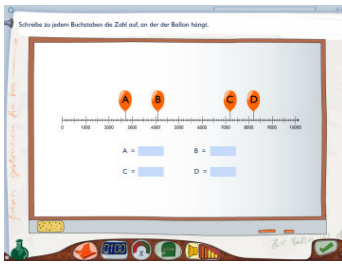 Schreibe zu jedem Buchstaben die Zahl auf, an der der Ballon hängt.
A B C D
0 1000 2000 3000 4000 5000 6000 7000 8000 9000 10000
A = B =
C = D =